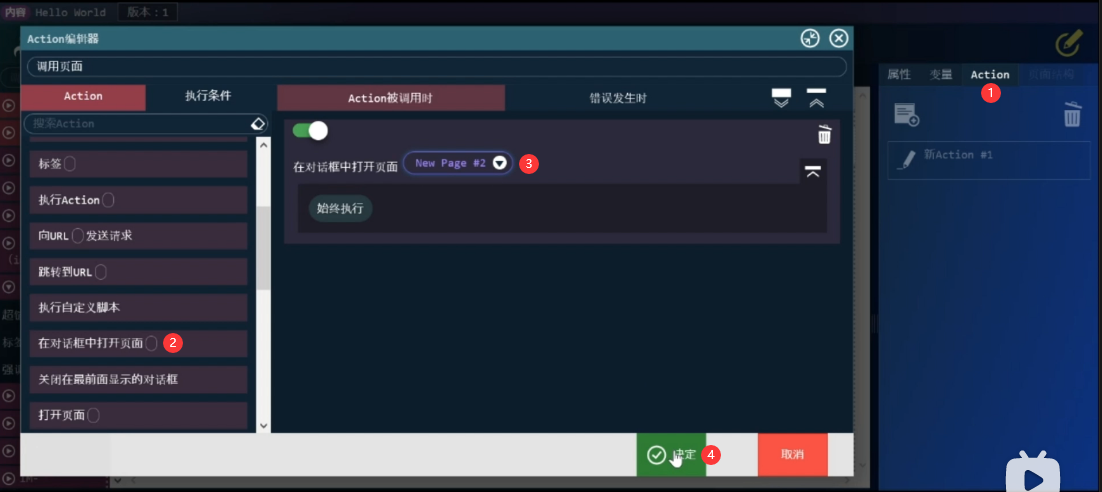 内容 Hello World 版本：1
Action编辑器
调用页面
Action 执行条件 Action被调用时 错误发生时
搜索Action
标签
执行Action
向URL 发送请求
跳转到URL
执行自定义脚本
在对话框中打开页面 2
关闭在最前面显示的对话框
打开页面
在对话框中打开页面 New Page #2 3
始终执行
决定 4 取消
属性 变量 Action
1
新Action #1